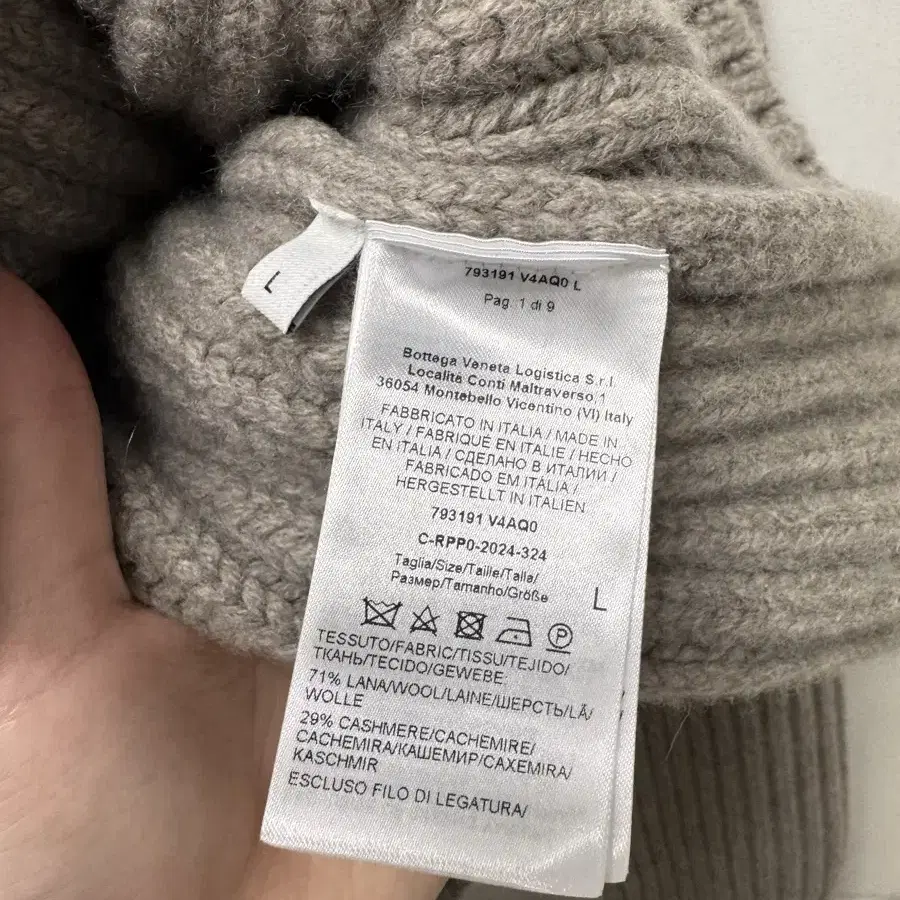 L
793191 V4AQ0 L
Pag. 1 di 9
Bottega Veneta Logistica S.r.l.
Località Conti Maltraverso 1
36054 Montebello Vicentino (VI) Italy
FABBRICATO IN ITALIA / MADE IN
ITALY / FABRIQUÉ EN ITALIE / HECHO
EN ITALIA / СДЕЛАНО В ИТАЛИИ /
FABRICADO EM ITÁLIA /
HERGESTELLT IN ITALIEN
793191 V4AQ0
C-RPP0-2024-324
Taglia/Size/Taille/Talla/
Размер/Tamanho/Größe
L
P
TESSUTO/FABRIC/TISSU/TEJIDO/
ТКАНЬ/TECIDO/GEWEBE:
71% LANA/WOOL/LAINE/ШЕРСТЬ/LÃ/
WOLLE
29% CASHMERE/CACHEMIRE/
CACHEMIRA/КАШЕМИР/CAXEMIRA/
KASCHMIR
ESCLUSO FILO DI LEGATURA/